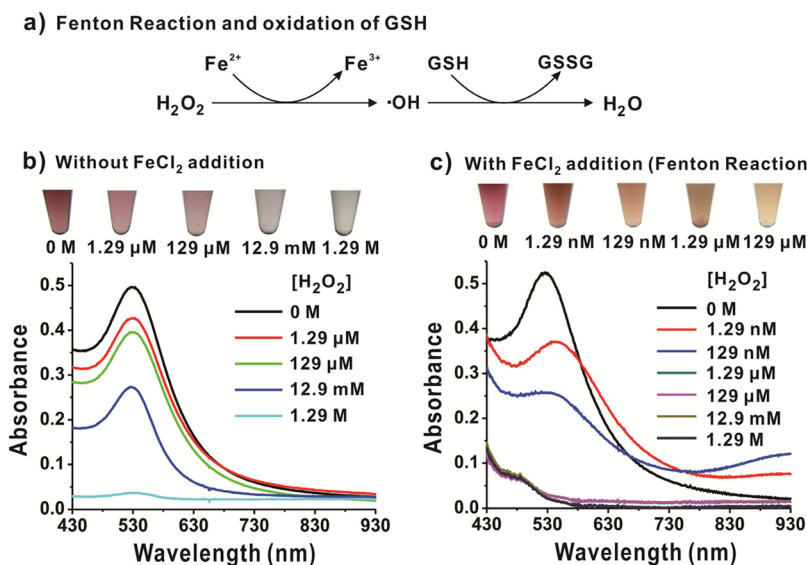 a) Fenton Reaction and oxidation of GSH
Fe²⁺ Fe³⁺ GSH GSSG
H₂O₂ ·OH H₂O
b) Without FeCl₂ addition
0 M 1.29 μM 129 μM 12.9 mM 1.29 M
[H₂O₂]
0 M
1.29 μM
129 μM
12.9 mM
1.29 M
Absorbance
0.5
0.4
0.3
0.2
0.1
0.0
430 530 630 730 830 930
Wavelength (nm)
c) With FeCl₂ addition (Fenton Reaction
0 M 1.29 nM 129 nM 1.29 μM 129 μM
[H₂O₂]
0 M
1.29 nM
129 nM
1.29 μM
129 μM
12.9 mM
1.29 M
Absorbance
0.6
0.5
0.4
0.3
0.2
0.1
0.0
430 530 630 730 830 930
Wavelength (nm)